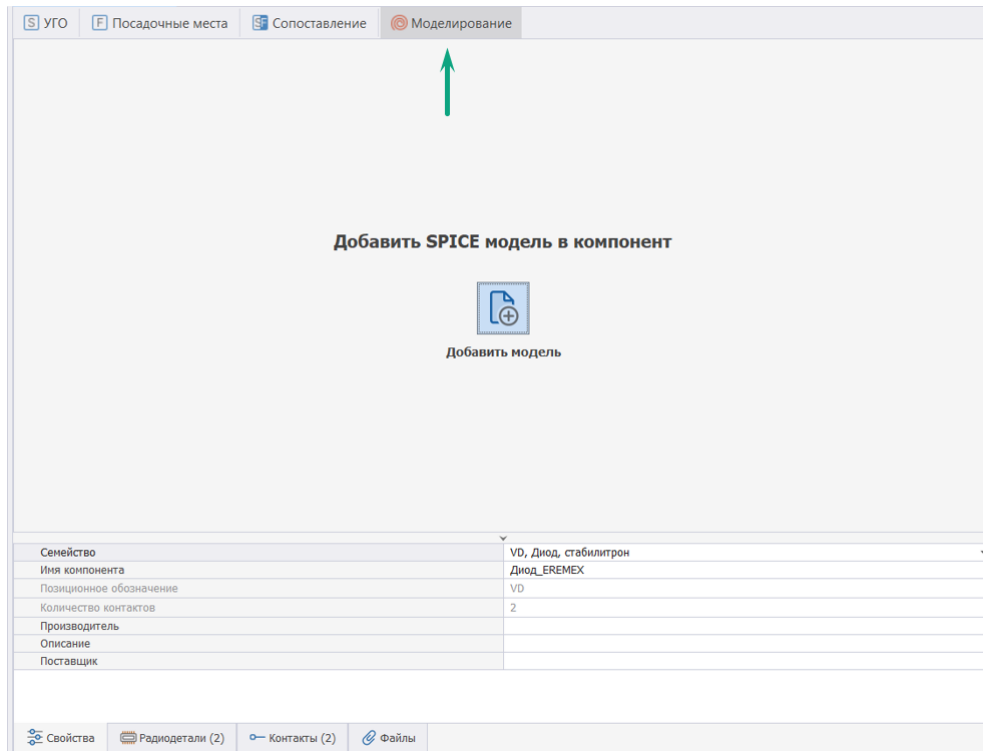 S УГО F Посадочные места SF Сопоставление Моделирование
Добавить SPICE модель в компонент
Добавить модель
Семейство VD, Диод, стабилитрон
Имя компонента Диод_EREMEX
Позиционное обозначение VD
Количество контактов 2
Производитель
Описание
Поставщик
Свойства Радиодетали (2) Контакты (2) Файлы